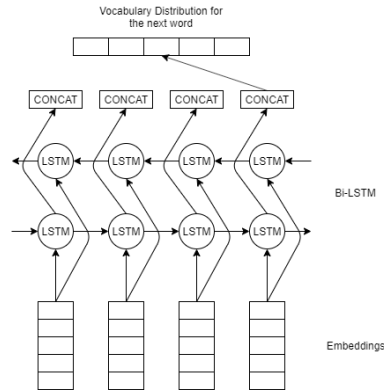 Vocabulary Distribution for
the next word
CONCAT CONCAT CONCAT CONCAT
LSTM LSTM LSTM LSTM
Bi-LSTM
LSTM LSTM LSTM LSTM
Embeddings